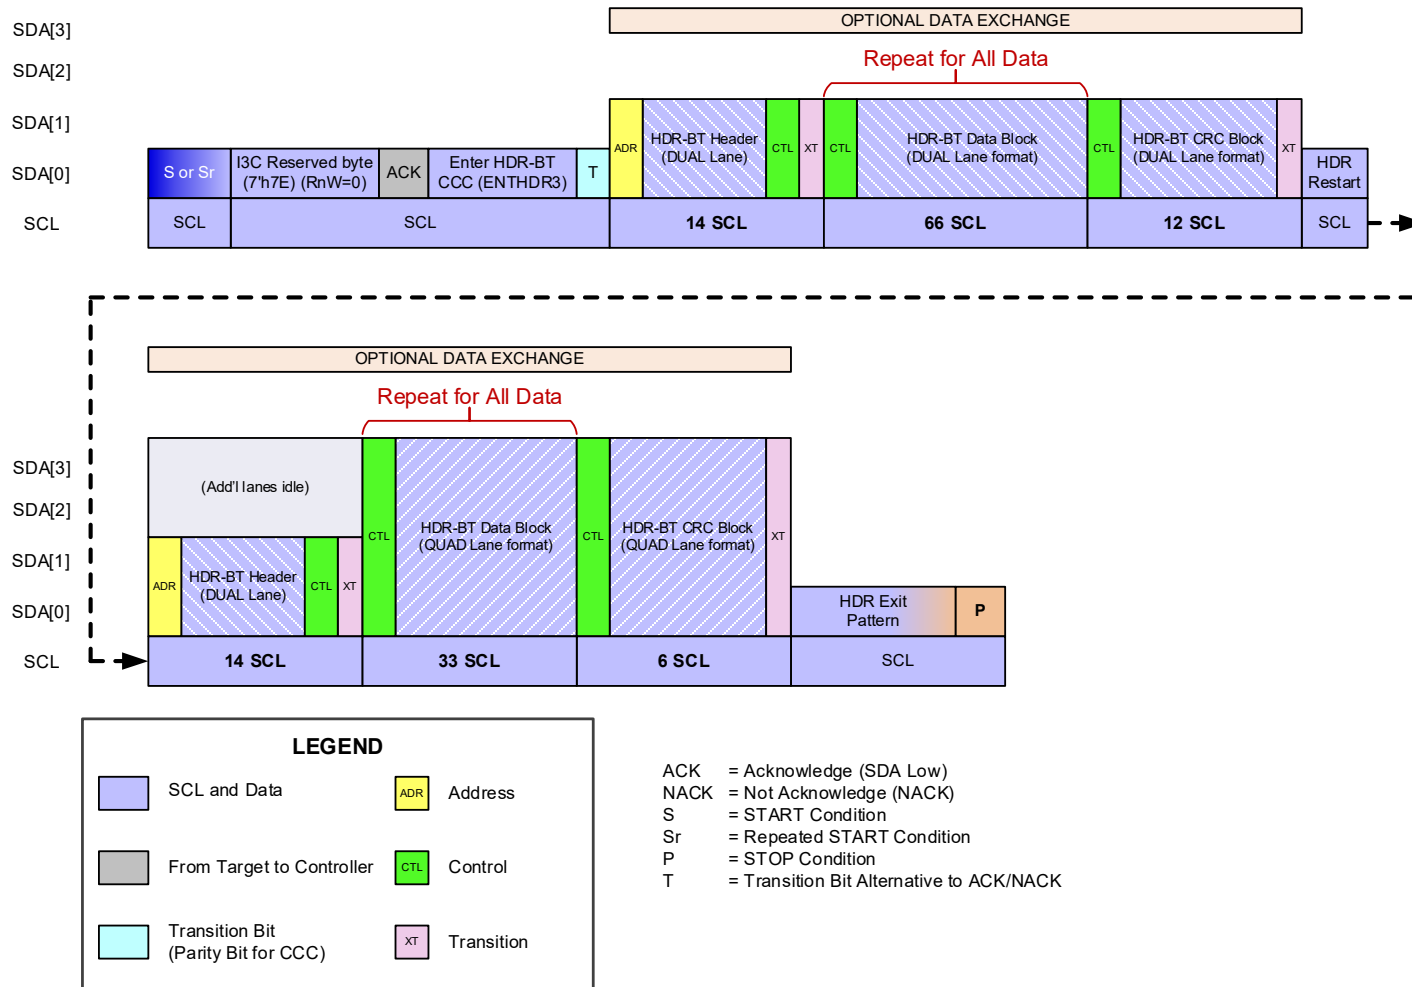 OPTIONAL DATA EXCHANGE
SDA[3]
Repeat for All Data
SDA[2]
SDA[1]
SDA[0]
SCL
S or Sr
I3C Reserved byte
(7'h7E) (RnW=0)
ACK
Enter HDR-BT
CCC (ENTHDR3)
T
ADR
HDR-BT Header
(DUAL Lane)
CTL
XT
CTL
HDR-BT Data Block
(DUAL Lane format)
CTL
HDR-BT CRC Block
(DUAL Lane format)
XT
HDR
Restart
SCL
SCL
14 SCL
66 SCL
12 SCL
SCL
OPTIONAL DATA EXCHANGE
Repeat for All Data
SDA[3]
SDA[2]
SDA[1]
SDA[0]
SCL
(Add'l lanes idle)
ADR
HDR-BT Header
(DUAL Lane)
CTL
XT
CTL
HDR-BT Data Block
(QUAD Lane format)
CTL
HDR-BT CRC Block
(QUAD Lane format)
XT
HDR Exit
Pattern
P
14 SCL
33 SCL
6 SCL
SCL
LEGEND
SCL and Data
ADR
Address
From Target to Controller
CTL
Control
Transition Bit
(Parity Bit for CCC)
XT
Transition
ACK = Acknowledge (SDA Low)
NACK = Not Acknowledge (NACK)
S = START Condition
Sr = Repeated START Condition
P = STOP Condition
T = Transition Bit Alternative to ACK/NACK